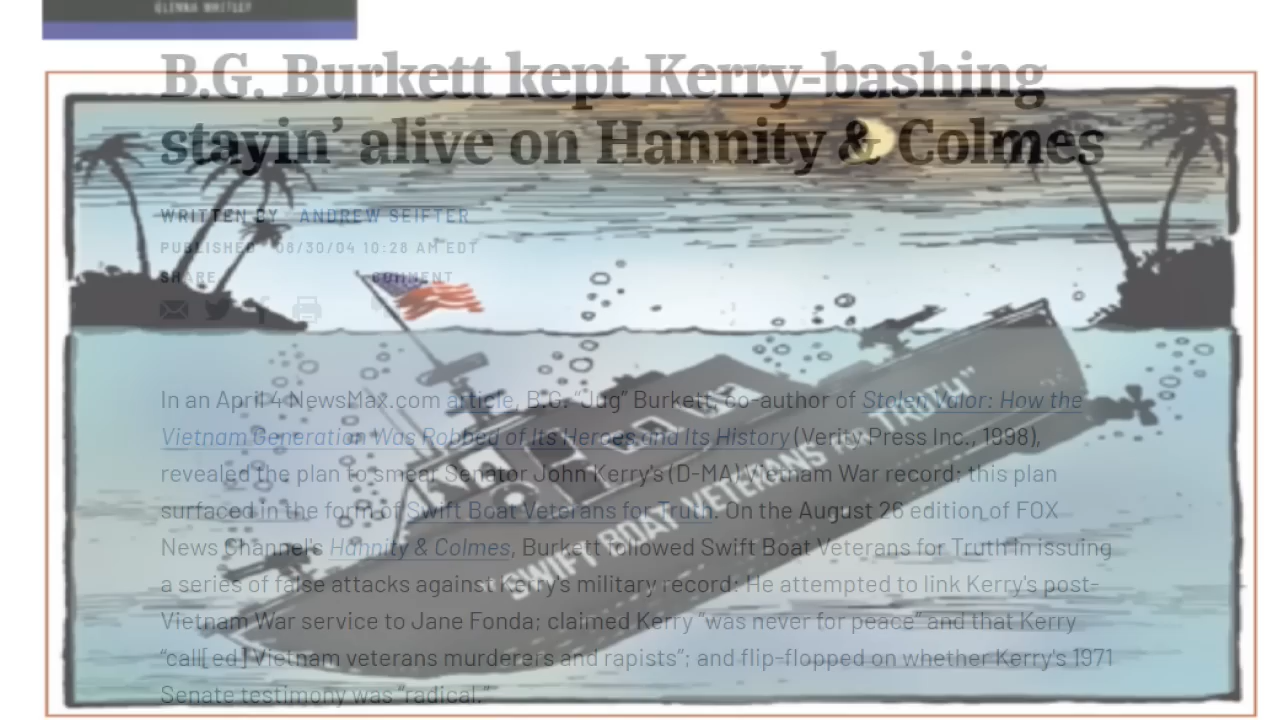 GLENNA WHITLEY
B.G. Burkett kept Kerry-bashing
stayin’ alive on Hannity & Colmes
WRITTEN BY ANDREW SEIFTER
PUBLISHED 08/30/04 10:28 AM EDT
SHARE COMMENT
In an April 4 NewsMax.com article, B.G. “Jug” Burkett, co-author of Stolen Valor: How the
Vietnam Generation Was Robbed of Its Heroes and Its History (Verity Press Inc., 1998),
revealed the plan to smear Senator John Kerry's (D-MA) Vietnam War record; this plan
surfaced in the form of Swift Boat Veterans for Truth. On the August 26 edition of FOX
News Channel's Hannity & Colmes, Burkett followed Swift Boat Veterans for Truth in issuing
a series of false attacks against Kerry's military record: He attempted to link Kerry's post-
Vietnam War service to Jane Fonda; claimed Kerry “was never for peace” and that Kerry
“call[ed] Vietnam veterans murderers and rapists”; and flip-flopped on whether Kerry's 1971
Senate testimony was “radical.”
"SWIFT BOAT VETERANS FOR TRUTH"